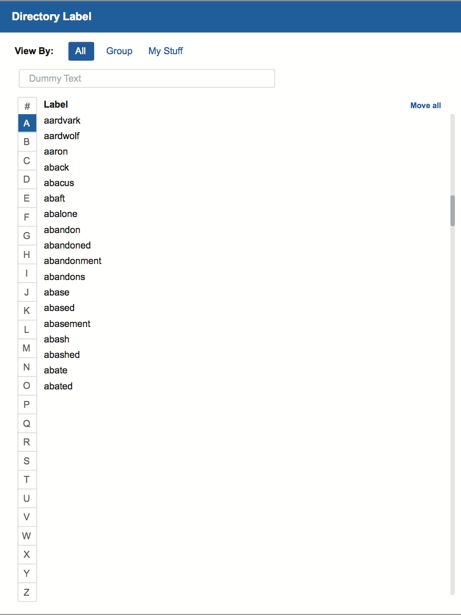 Directory Label
View By: All Group My Stuff
Dummy Text
# Label Move all
A aardvark
aardwolf
B
aaron
C aback
D abacus
E abaft
F abalone
G abandon
abandoned
H abandonment
I abandons
J abase
K abased
L abasement
abash
M abashed
N abate
O abated
P
Q
R
S
T
U
V
W
X
Y
Z